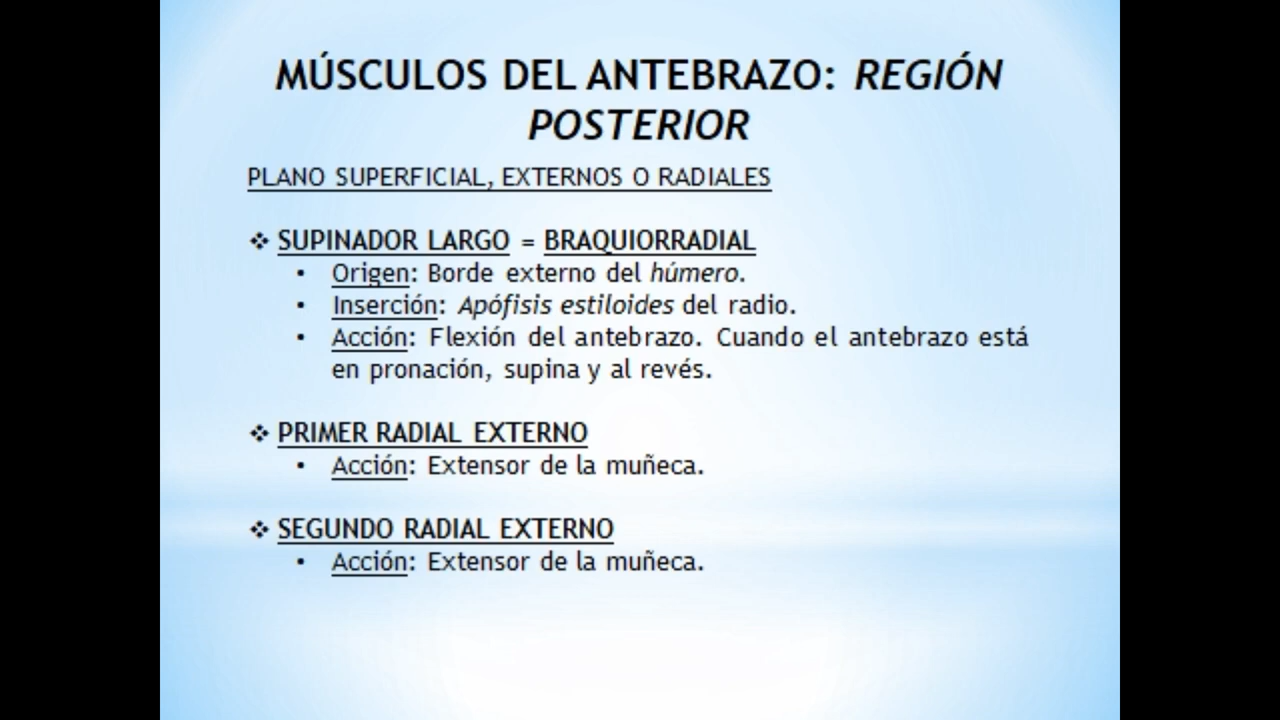 MÚSCULOS DEL ANTEBRAZO: REGIÓN
POSTERIOR
PLANO SUPERFICIAL, EXTERNOS O RADIALES
❖ SUPINADOR LARGO = BRAQUIORRADIAL
• Origen: Borde externo del húmero.
• Inserción: Apófisis estiloides del radio.
• Acción: Flexión del antebrazo. Cuando el antebrazo está
en pronación, supina y al revés.
❖ PRIMER RADIAL EXTERNO
• Acción: Extensor de la muñeca.
❖ SEGUNDO RADIAL EXTERNO
• Acción: Extensor de la muñeca.